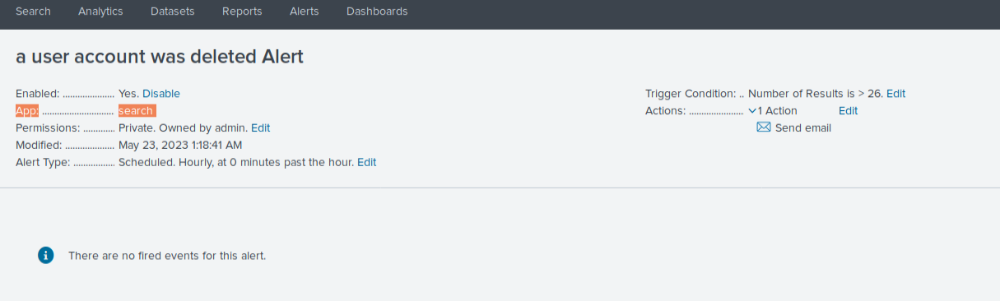 Search Analytics Datasets Reports Alerts Dashboards
a user account was deleted Alert
Enabled: ..................... Yes. Disable
App: ............................. search
Permissions: ............. Private. Owned by admin. Edit
Modified: .................... May 23, 2023 1:18:41 AM
Alert Type: ................. Scheduled. Hourly, at 0 minutes past the hour. Edit
Trigger Condition: .. Number of Results is > 26. Edit
Actions: ...................... 1 Action Edit
Send email
There are no fired events for this alert.